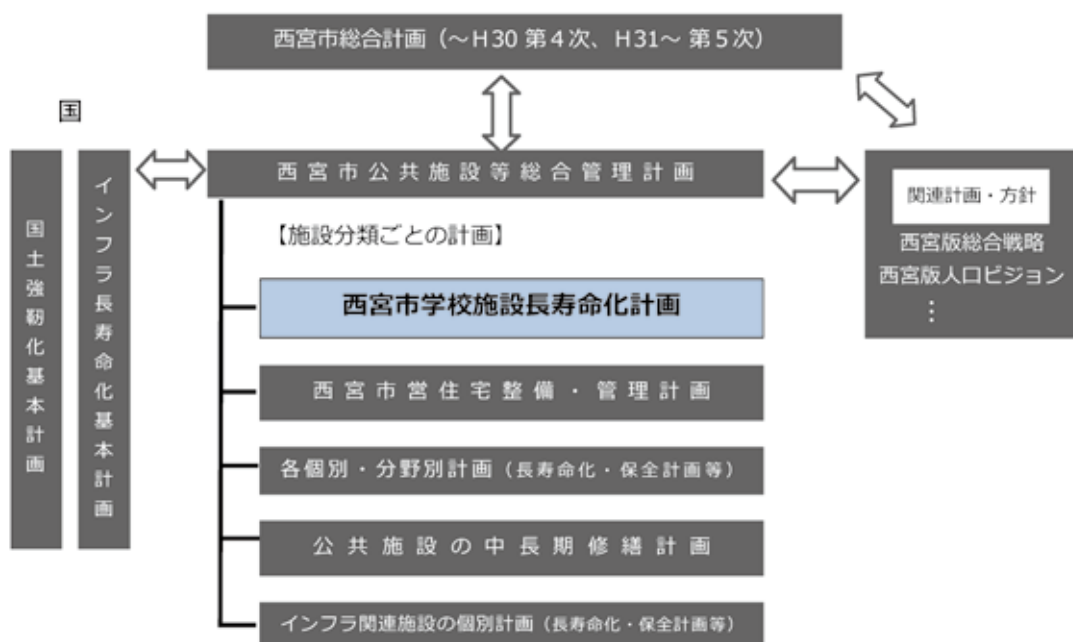 西宮市総合計画（～H30 第４次、H31～ 第５次）
国
国土強靭化基本計画
インフラ長寿命化基本計画
西宮市公共施設等総合管理計画
関連計画・方針
西宮版総合戦略
西宮版人口ビジョン
⋮
【施設分類ごとの計画】
西宮市学校施設長寿命化計画
西宮市営住宅整備・管理計画
各個別・分野別計画（長寿命化・保全計画等）
公共施設の中長期修繕計画
インフラ関連施設の個別計画（長寿命化・保全計画等）